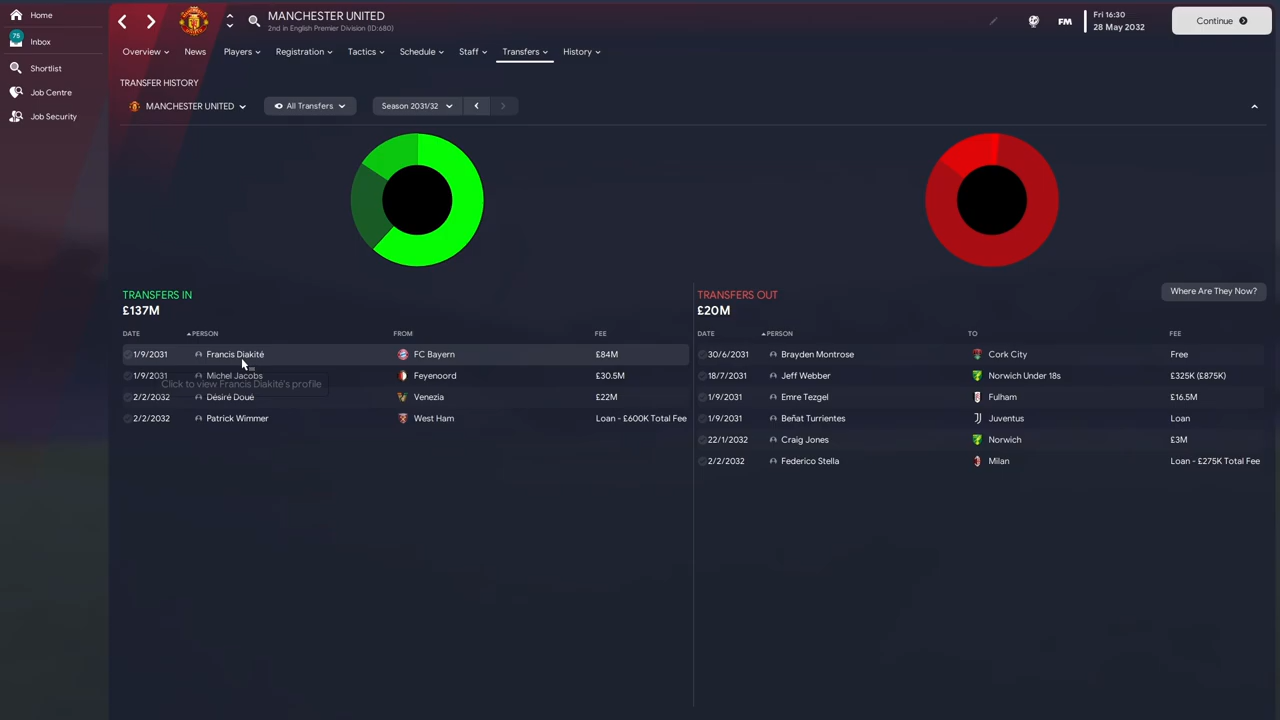 Home
75
Inbox
Shortlist
Job Centre
Job Security
MANCHESTER UNITED
2nd in English Premier Division (ID:680)
FM
Fri 16:30
28 May 2032
Continue
Overview
News
Players
Registration
Tactics
Schedule
Staff
Transfers
History
TRANSFER HISTORY
MANCHESTER UNITED
All Transfers
Season 2031/32
TRANSFERS IN
£137M
DATE PERSON FROM FEE
1/9/2031 Francis Diakité FC Bayern £84M
1/9/2031 Michel Jacobs Feyenoord £30.5M
Click to view Francis Diakité's profile
2/2/2032 Désiré Doué Venezia £22M
2/2/2032 Patrick Wimmer West Ham Loan - £600K Total Fee
TRANSFERS OUT
£20M
Where Are They Now?
DATE PERSON TO FEE
30/6/2031 Brayden Montrose Cork City Free
18/7/2031 Jeff Webber Norwich Under 18s £325K (£875K)
1/9/2031 Emre Tezgel Fulham £16.5M
1/9/2031 Beñat Turrientes Juventus Loan
22/1/2032 Craig Jones Norwich £3M
2/2/2032 Federico Stella Milan Loan - £275K Total Fee